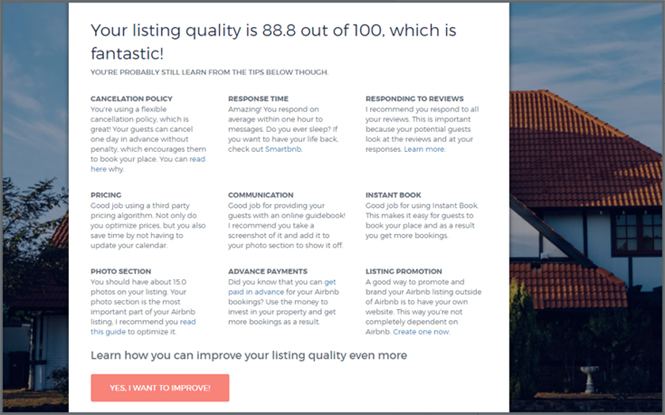 Your listing quality is 88.8 out of 100, which is
fantastic!
YOU'RE PROBABLY STILL LEARN FROM THE TIPS BELOW THOUGH.
CANCELATION POLICY
You're using a flexible
cancellation policy, which is
great! Your guests can cancel
one day in advance without
penalty, which encourages them
to book your place. You can read
here why.
RESPONSE TIME
Amazing! You respond on
average within one hour to
messages. Do you ever sleep? If
you want to have your life back,
check out Smartbnb.
RESPONDING TO REVIEWS
I recommend you respond to all
your reviews. This is important
because your potential guests
look at the reviews and at your
responses. Learn more.
PRICING
Good job using a third party
pricing algorithm. Not only do
you optimize prices, but you also
save time by not having to
update your calendar.
COMMUNICATION
Good job for providing your
guests with an online guidebook!
I recommend you take a
screenshot of it and add it to
your photo section to show it off.
INSTANT BOOK
Good job for using Instant Book.
This makes it easy for guests to
book your place and as a result
you get more bookings.
PHOTO SECTION
You should have about 15.0
photos on your listing. Your
photo section is the most
important part of your Airbnb
listing, I recommend you read
this guide to optimize it.
ADVANCE PAYMENTS
Did you know that you can get
paid in advance for your Airbnb
bookings? Use the money to
invest in your property and get
more bookings as a result.
LISTING PROMOTION
A good way to promote and
brand your Airbnb listing outside
of Airbnb is to have your own
website. This way you're not
completely dependent on
Airbnb. Create one now.
Learn how you can improve your listing quality even more
YES, I WANT TO IMPROVE!